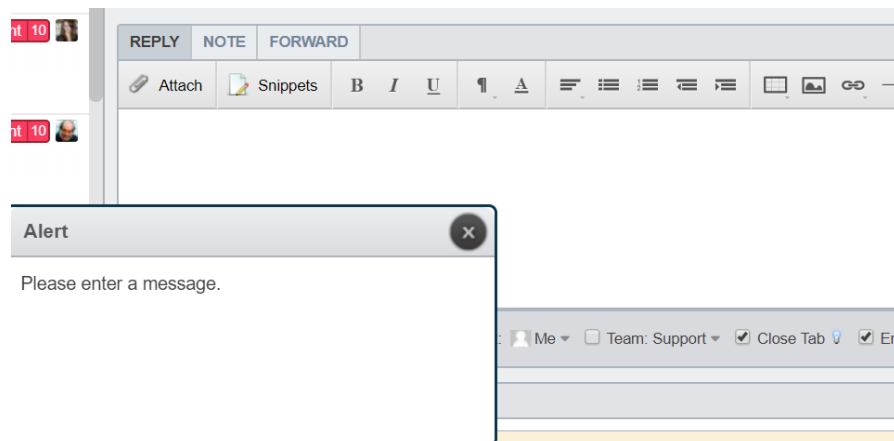 nt 10
REPLY NOTE FORWARD
Attach Snippets B I U ¶ A
nt 10
Alert
Please enter a message.
: Me Team: Support Close Tab